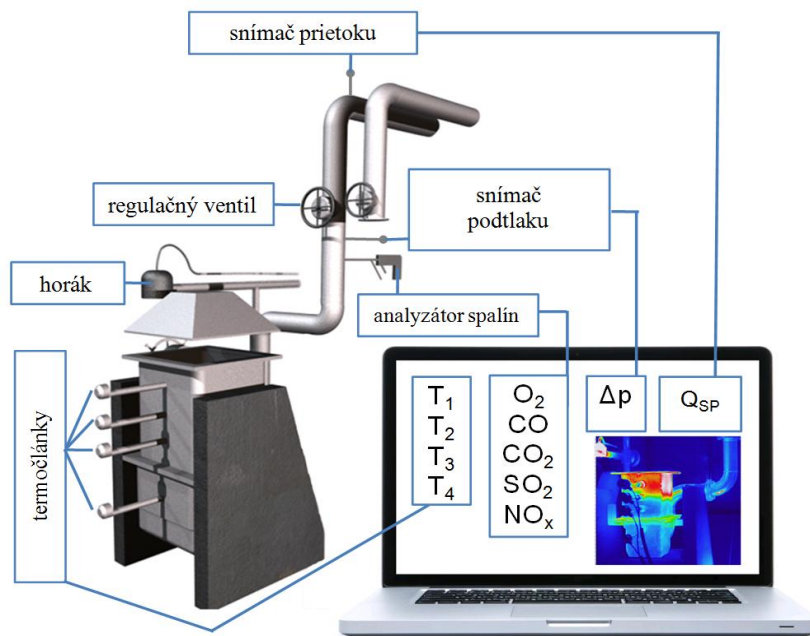 snímač prietoku
regulačný ventil
snímač
podtlaku
horák
analyzátor spalín
termočlánky
T₁
T₂
T₃
T₄
O₂
CO
CO₂
SO₂
NOₓ
Δp
Q_SP